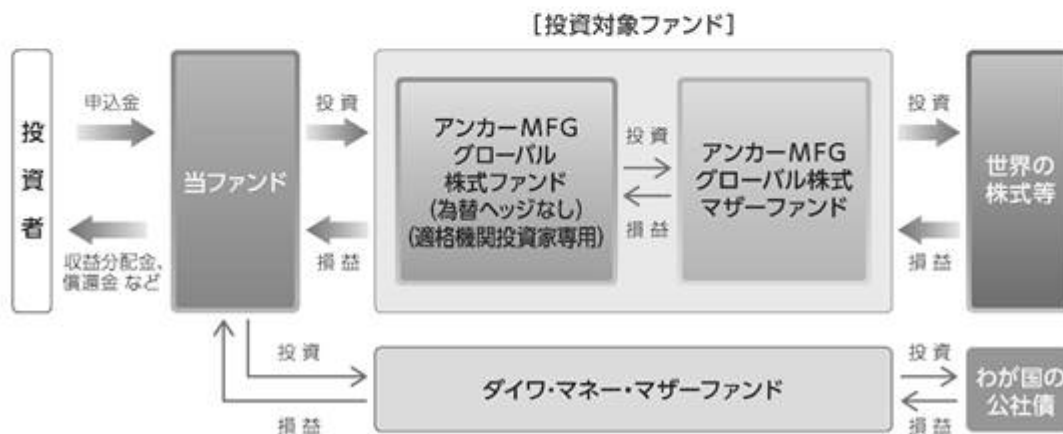 [投資対象ファンド]
投資者
申込金
収益分配金、
償還金 など
当ファンド
投資
損益
アンカーMFG
グローバル
株式ファンド
(為替ヘッジなし)
(適格機関投資家専用)
投資
損益
アンカーMFG
グローバル株式
マザーファンド
投資
損益
世界の
株式等
投資
損益
ダイワ・マネー・マザーファンド
投資
損益
わが国の
公社債